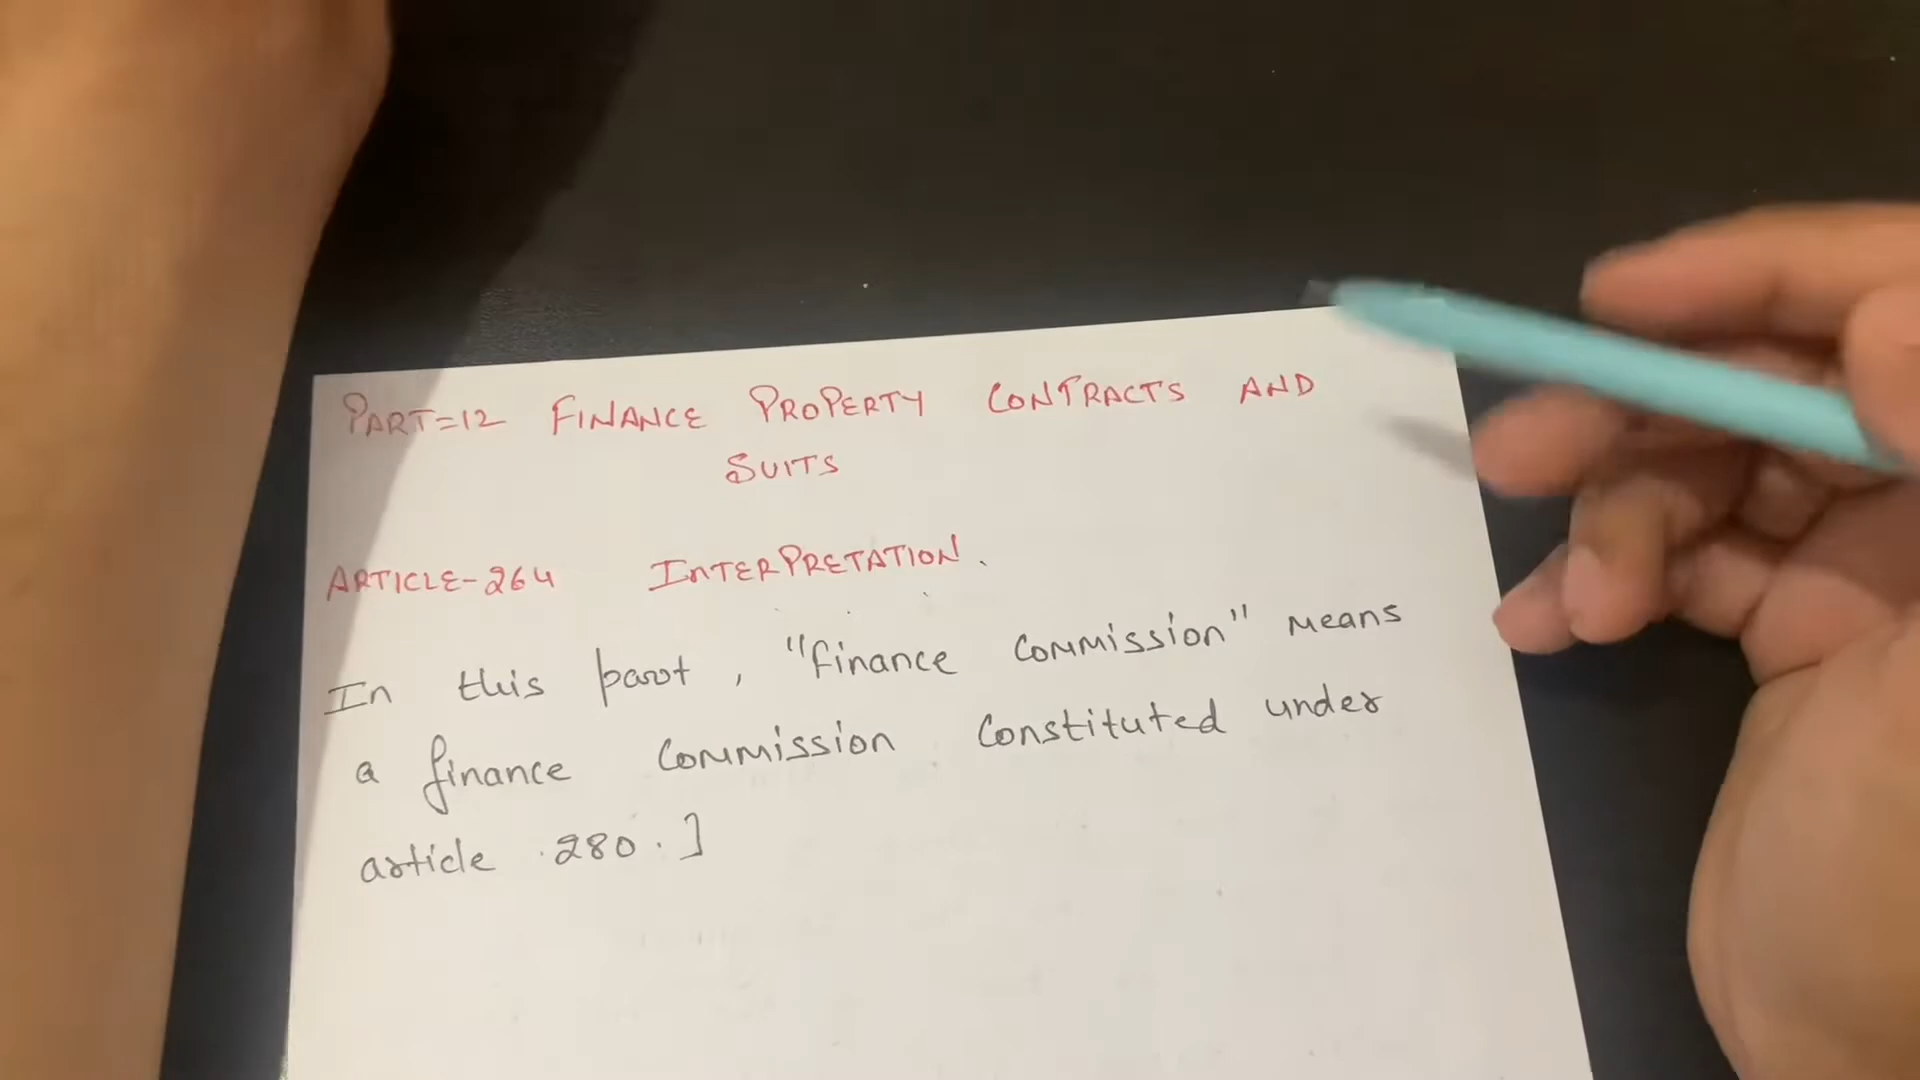 PART=12 FINANCE PROPERTY CONTRACTS AND
SUITS
ARTICLE-264 INTERPRETATION.
In this part, "finance commission" means
a finance commission constituted under
article 280.]